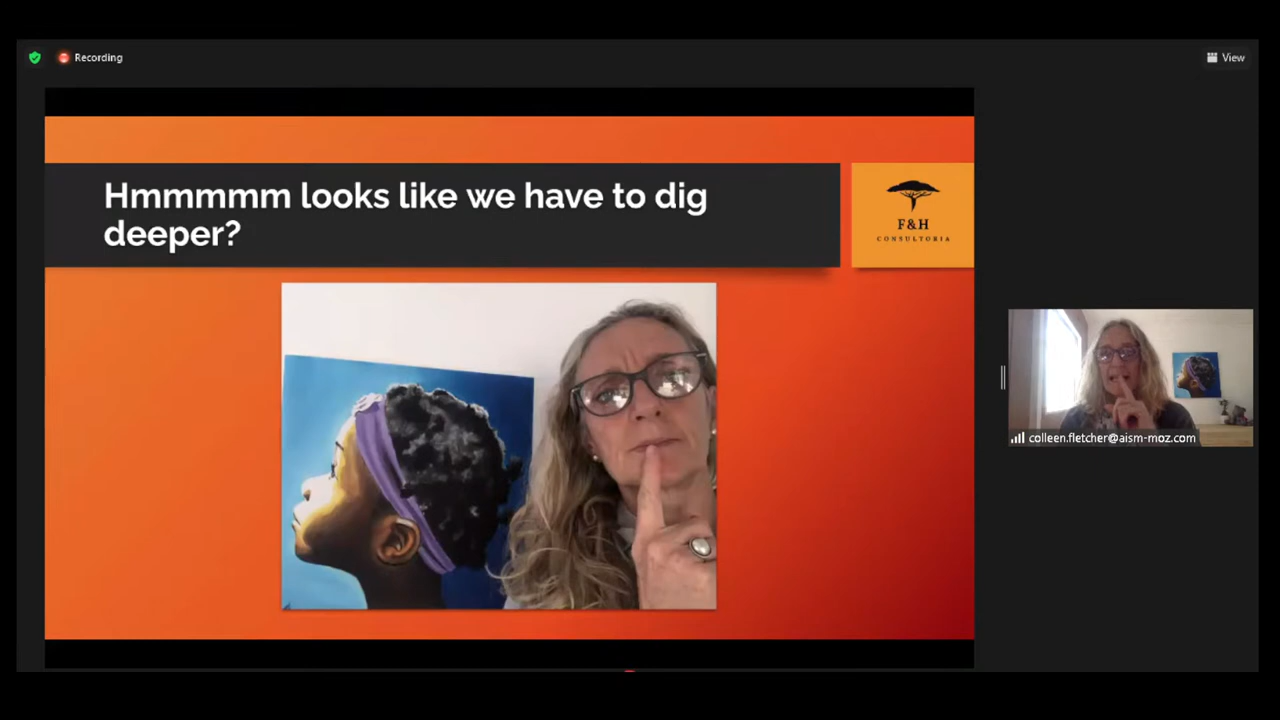 Recording
View
Hmmmmm looks like we have to dig
deeper?
F&H
CONSULTORIA
colleen.fletcher@aism-moz.com